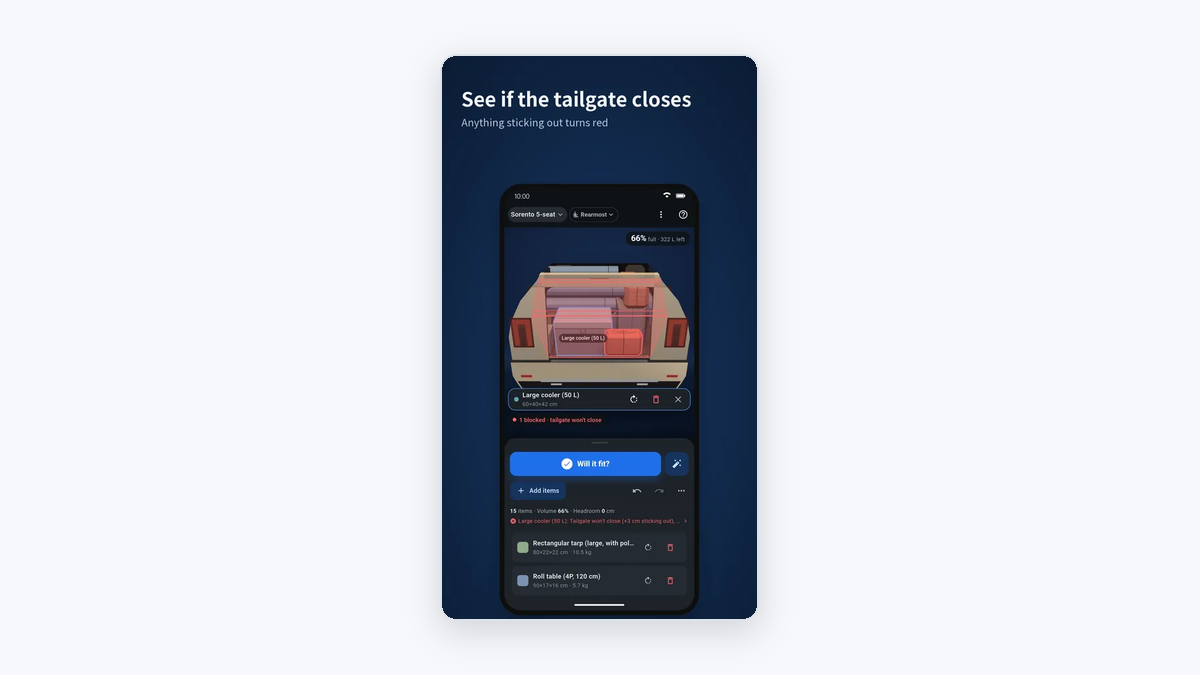 See if the tailgate closes
Anything sticking out turns red
10:00
Sorento 5-seat
Rearmost
66% full · 322 L left
Large cooler (50 L)
Large cooler (50 L)
60×40×42 cm
1 blocked · tailgate won't close
Will it fit?
Add items
15 items · Volume 66% · Headroom 0 cm
Large cooler (50 L): Tailgate won't close (+3 cm sticking out),...
Rectangular tarp (large, with pol...
80×22×22 cm · 10.5 kg
Roll table (4P, 120 cm)
90×17×16 cm · 5.7 kg